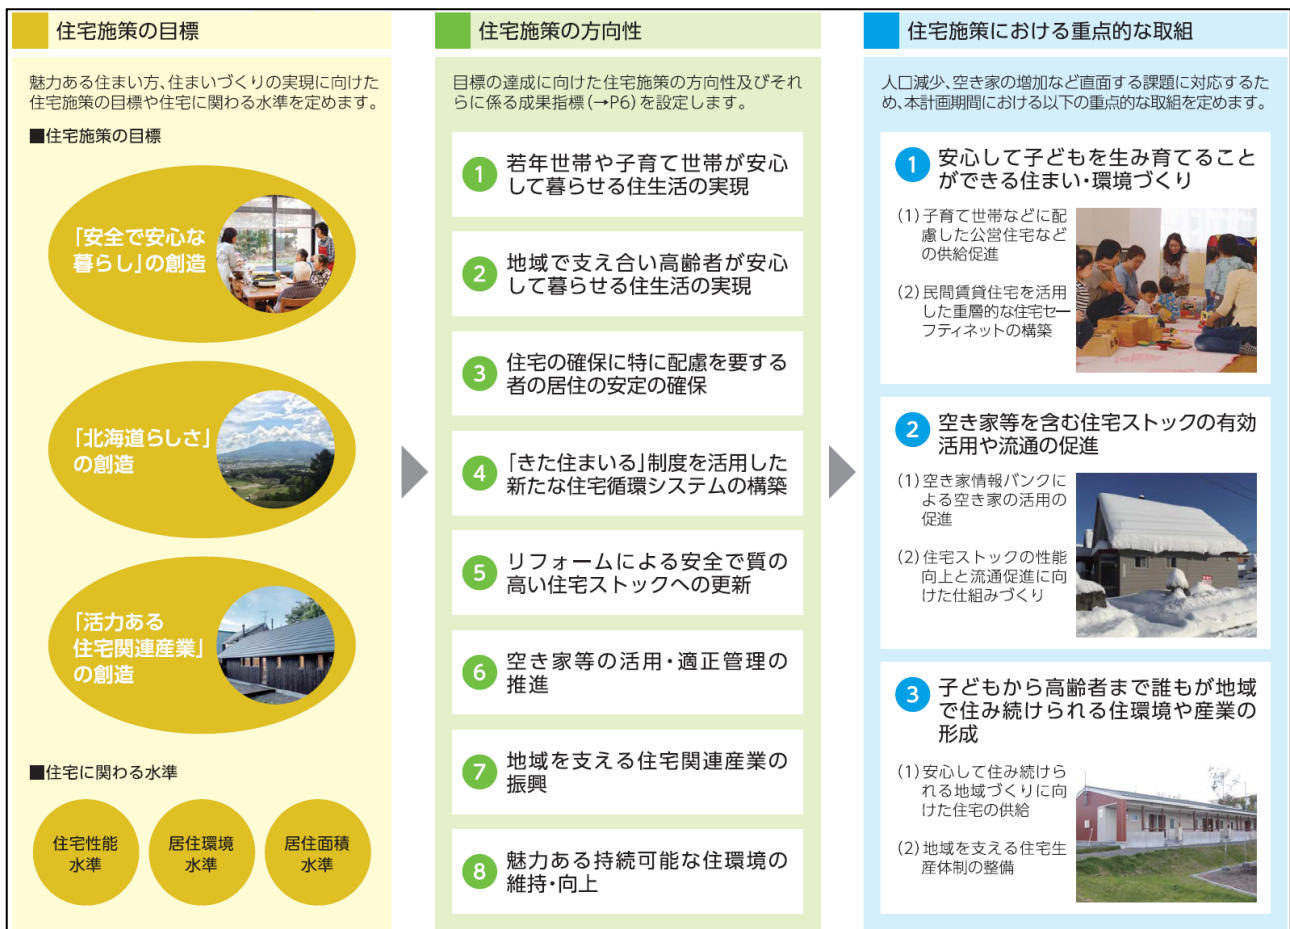 住宅施策の目標
魅力ある住まい方、住まいづくりの実現に向けた
住宅施策の目標や住宅に関わる水準を定めます。
■住宅施策の目標
「安全で安心な
暮らし」の創造
「北海道らしさ」
の創造
「活力ある
住宅関連産業」
の創造
■住宅に関わる水準
住宅性能
水準
居住環境
水準
居住面積
水準
住宅施策の方向性
目標の達成に向けた住宅施策の方向性及びそれ
らに係る成果指標(→P6)を設定します。
1 若年世帯や子育て世帯が安心
して暮らせる住生活の実現
2 地域で支え合い高齢者が安心
して暮らせる住生活の実現
3 住宅の確保に特に配慮を要する
者の居住の安定の確保
4 「きた住まいる」制度を活用した
新たな住宅循環システムの構築
5 リフォームによる安全で質の
高い住宅ストックへの更新
6 空き家等の活用・適正管理の
推進
7 地域を支える住宅関連産業の
振興
8 魅力ある持続可能な住環境の
維持・向上
住宅施策における重点的な取組
人口減少、空き家の増加など直面する課題に対応するた
め、本計画期間における以下の重点的な取組を定めます。
1 安心して子どもを生み育てること
ができる住まい・環境づくり
(1)子育て世帯などに配
慮した公営住宅など
の供給促進
(2)民間賃貸住宅を活用
した重層的な住宅セー
フティネットの構築
2 空き家等を含む住宅ストックの有効
活用や流通の促進
(1)空き家情報バンクに
よる空き家の活用の
促進
(2)住宅ストックの性能
向上と流通促進に向
けた仕組みづくり
3 子どもから高齢者まで誰もが地域
で住み続けられる住環境や産業の
形成
(1)安心して住み続けら
れる地域づくりに向
けた住宅の供給
(2)地域を支える住宅生
産体制の整備